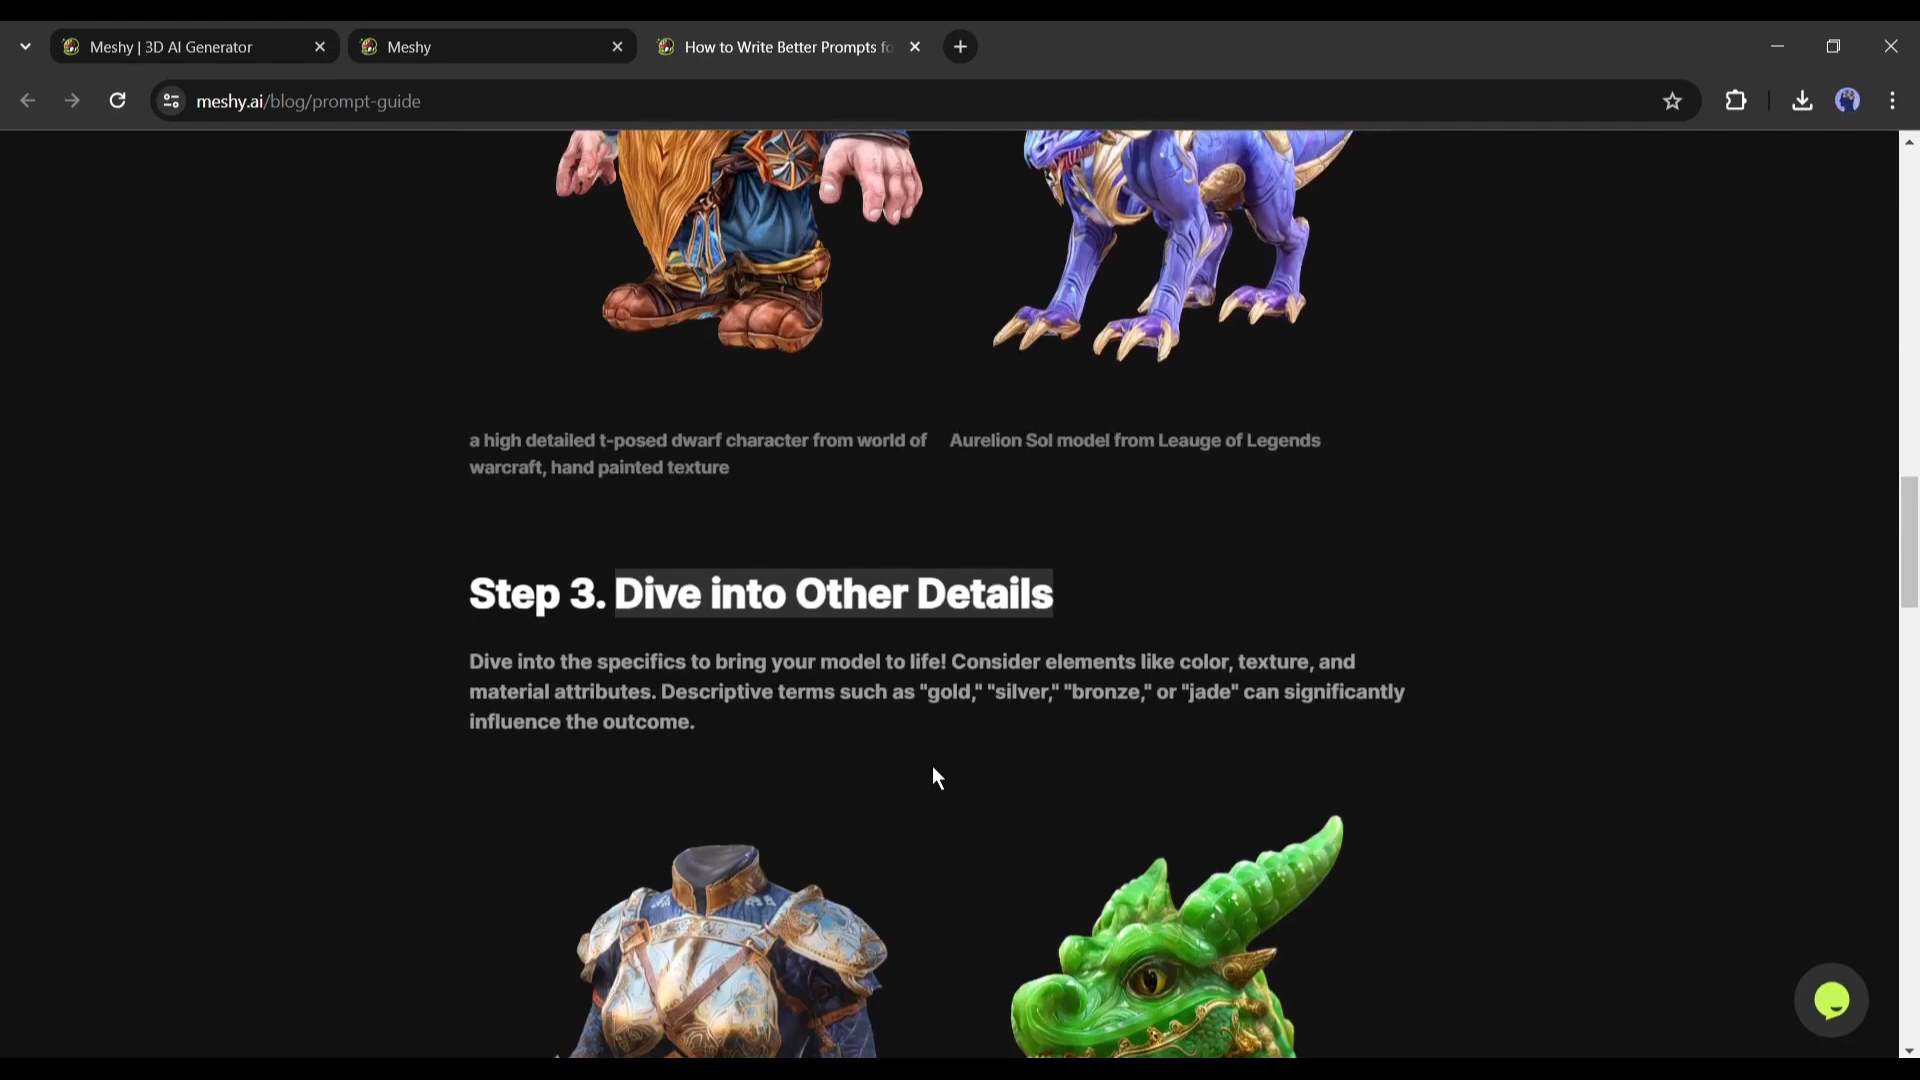 Meshy | 3D AI Generator
Meshy
How to Write Better Prompts fo
meshy.ai/blog/prompt-guide
a high detailed t-posed dwarf character from world of
warcraft, hand painted texture
Aurelion Sol model from Leauge of Legends
Step 3. Dive into Other Details
Dive into the specifics to bring your model to life! Consider elements like color, texture, and
material attributes. Descriptive terms such as "gold," "silver," "bronze," or "jade" can significantly
influence the outcome.